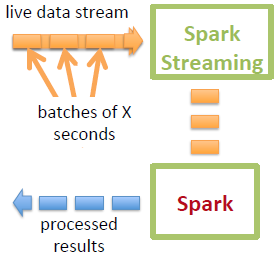 live data stream
Spark
Streaming
batches of X
seconds
Spark
processed
results